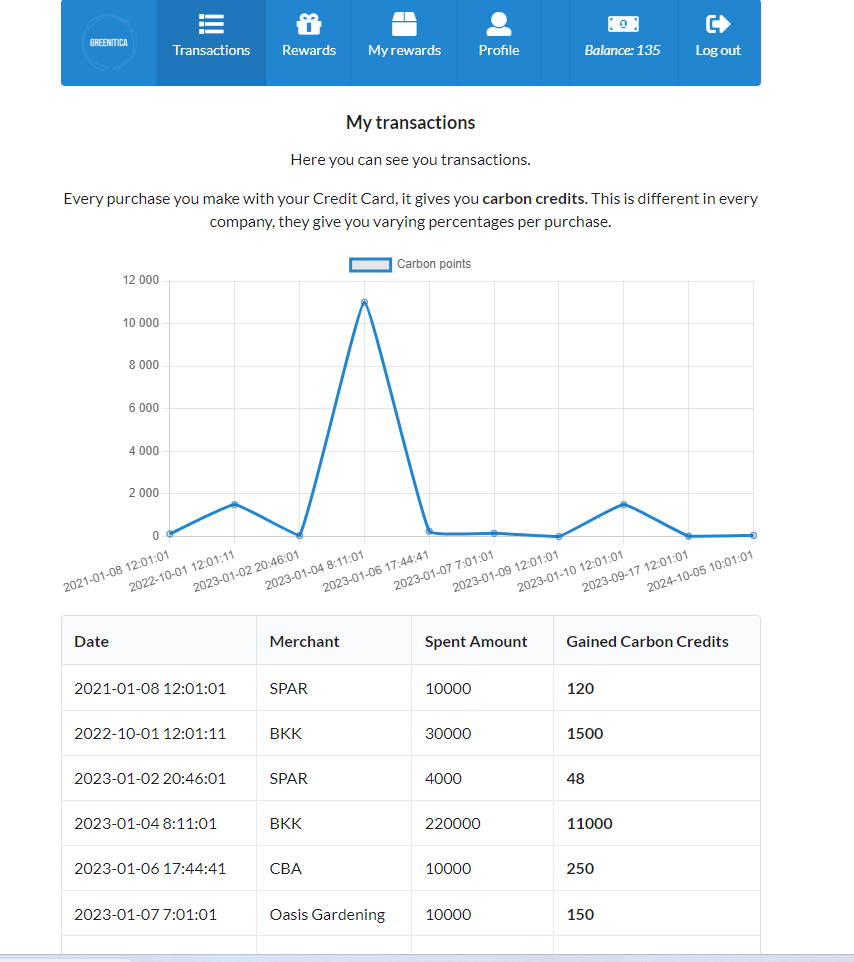 GREENITICA
Transactions
Rewards
My rewards
Profile
Balance: 135
Log out
My transactions
Here you can see you transactions.
Every purchase you make with your Credit Card, it gives you carbon credits. This is different in every
company, they give you varying percentages per purchase.
Carbon points
12 000
10 000
8 000
6 000
4 000
2 000
0
2021-01-08 12:01:01
2022-10-01 12:01:11
2023-01-02 20:46:01
2023-01-04 8:11:01
2023-01-06 17:44:41
2023-01-07 7:01:01
2023-01-09 12:01:01
2023-01-10 12:01:01
2023-09-17 12:01:01
2024-10-05 10:01:01
Date Merchant Spent Amount Gained Carbon Credits
2021-01-08 12:01:01 SPAR 10000 120
2022-10-01 12:01:11 BKK 30000 1500
2023-01-02 20:46:01 SPAR 4000 48
2023-01-04 8:11:01 BKK 220000 11000
2023-01-06 17:44:41 CBA 10000 250
2023-01-07 7:01:01 Oasis Gardening 10000 150